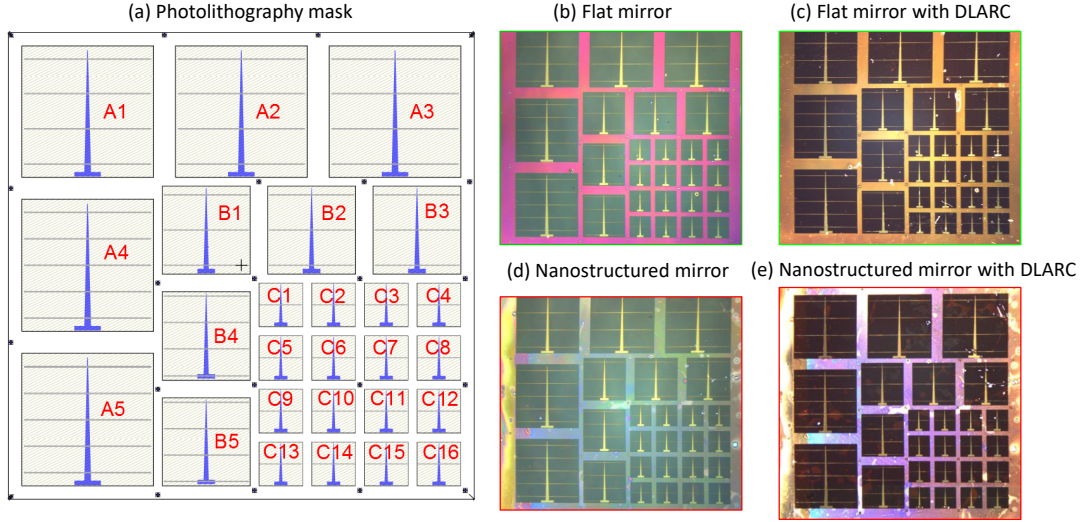 (a) Photolithography mask
(b) Flat mirror
(c) Flat mirror with DLARC
A1
A2
A3
B1
B2
B3
A4
C1
C2
C3
C4
B4
C5
C6
C7
C8
A5
C9
C10
C11
C12
B5
C13
C14
C15
C16
(d) Nanostructured mirror
(e) Nanostructured mirror with DLARC